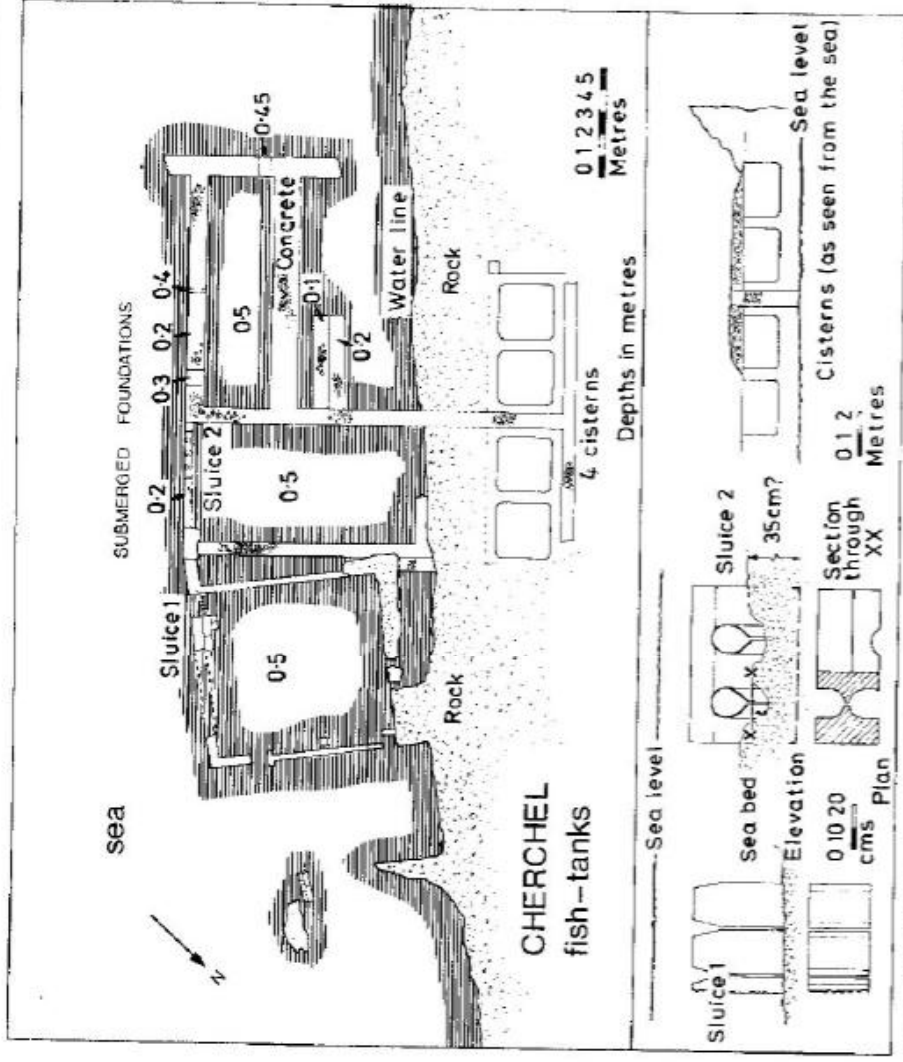 SUBMERGED FOUNDATIONS
sea
N
Sluice 1
0·2
0·3
0·2
0·4
Sluice 2
0·5
0·5
0·5
Concrete
0·45
0·1
0·2
Water line
Rock
Rock
CHERCHEL
fish-tanks
4 cisterns
0 1 2 3 4 5
Metres
Depths in metres
Sea level
Sluice 1
Sea bed
Elevation
0 10 20
cms
Plan
X
X
Sluice 2
35cm?
Section
through
XX
0 1 2
Metres
Cisterns (as seen from the sea)
Sea level